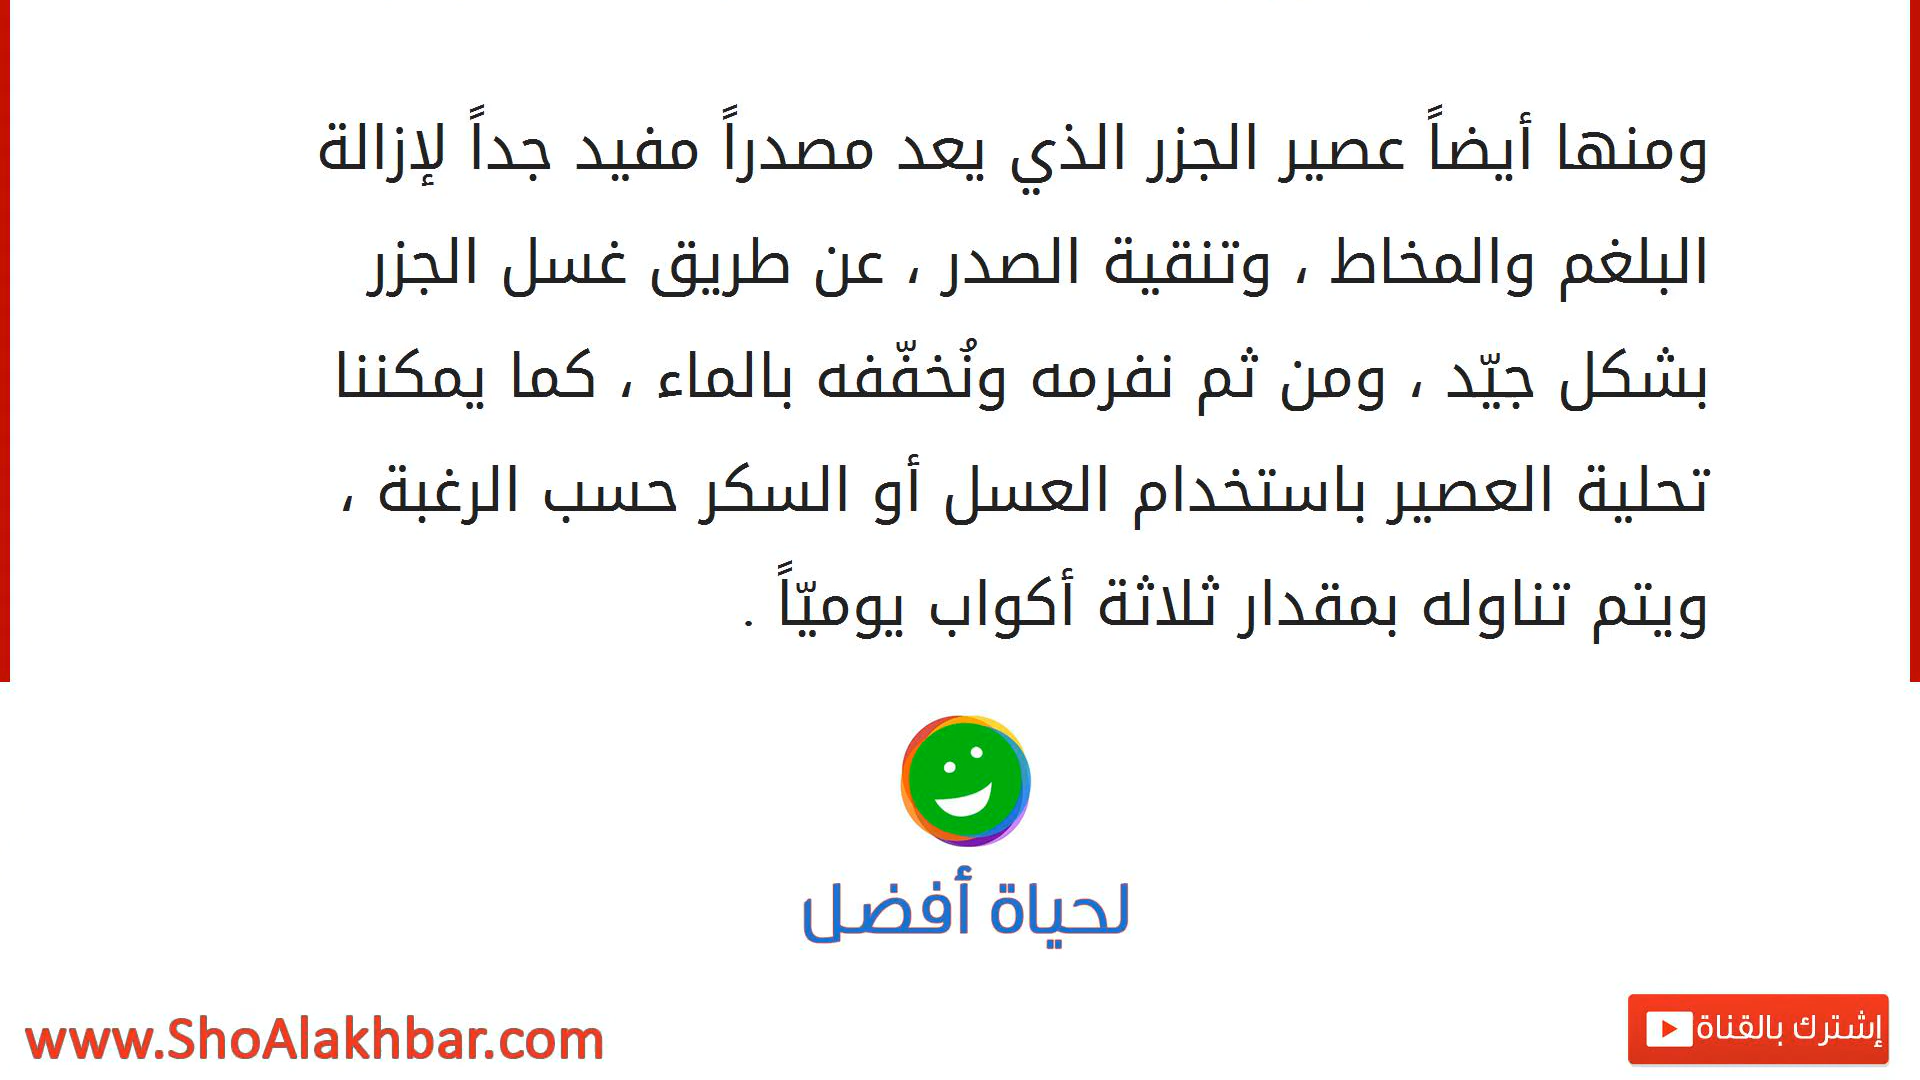 ومنها أيضاً عصير الجزر الذي يعد مصدراً مفيد جداً لإزالة
البلغم والمخاط ، وتنقية الصدر ، عن طريق غسل الجزر
بشكل جيّد ، ومن ثم نفرمه ونُخفّفه بالماء ، كما يمكننا
تحلية العصير باستخدام العسل أو السكر حسب الرغبة ،
ويتم تناوله بمقدار ثلاثة أكواب يوميّاً .
لحياة أفضل
www.ShoAlakhbar.com
إشترك بالقناة